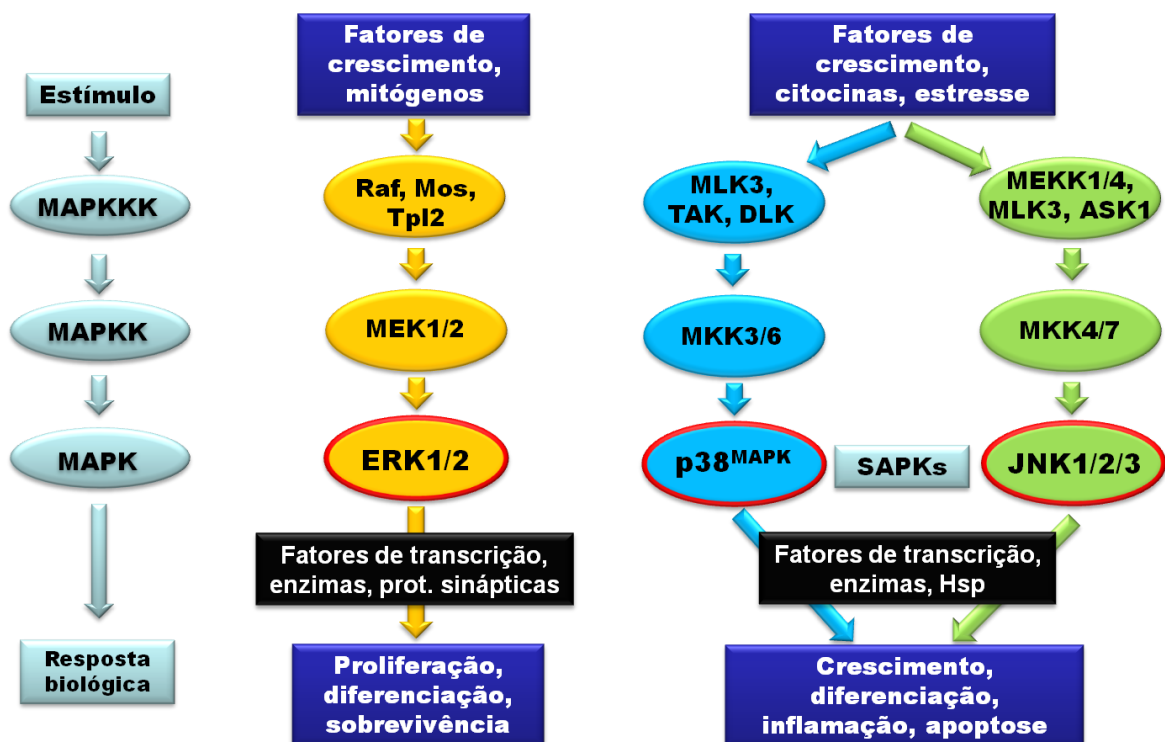 Estímulo
MAPKKK
MAPKK
MAPK
Resposta
biológica
Fatores de
crescimento,
mitógenos
Raf, Mos,
Tpl2
MEK1/2
ERK1/2
Fatores de transcrição,
enzimas, prot. sinápticas
Proliferação,
diferenciação,
sobrevivência
Fatores de
crescimento,
citocinas, estresse
MLK3,
TAK, DLK
MKK3/6
p38MAPK
SAPKs
MEKK1/4,
MLK3, ASK1
MKK4/7
JNK1/2/3
Fatores de transcrição,
enzimas, Hsp
Crescimento,
diferenciação,
inflamação, apoptose